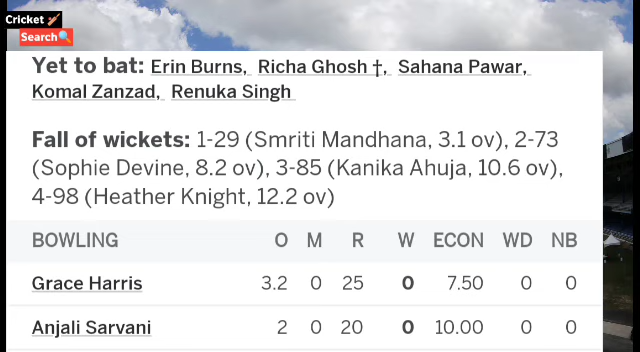 Cricket 🏏
Search🔍
Yet to bat: Erin Burns, Richa Ghosh †, Sahana Pawar,
Komal Zanzad, Renuka Singh
Fall of wickets: 1-29 (Smriti Mandhana, 3.1 ov), 2-73
(Sophie Devine, 8.2 ov), 3-85 (Kanika Ahuja, 10.6 ov),
4-98 (Heather Knight, 12.2 ov)
BOWLING O M R W ECON WD NB
Grace Harris 3.2 0 25 0 7.50 0 0
Anjali Sarvani 2 0 20 0 10.00 0 0